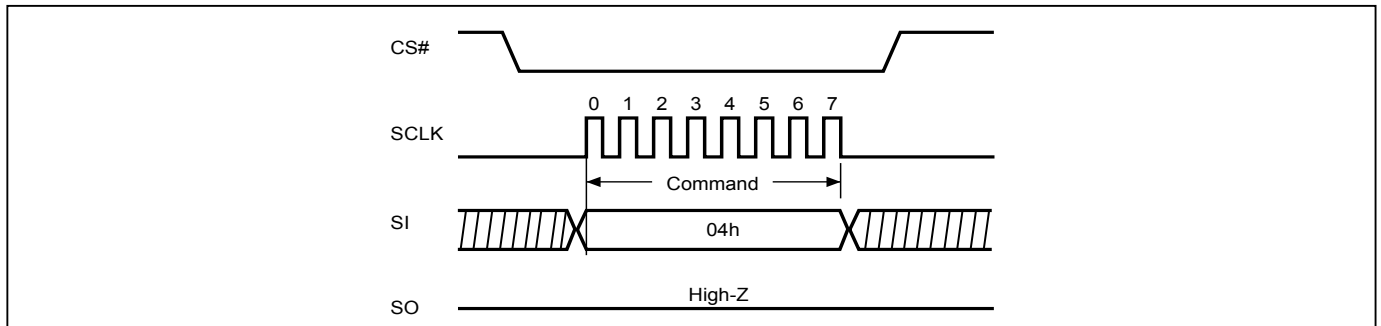 CS#
0 1 2 3 4 5 6 7
SCLK
Command
SI
04h
High-Z
SO